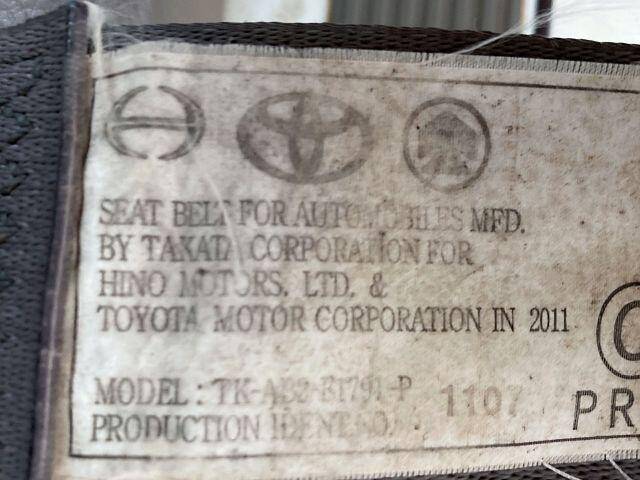 SEAT BELT FOR AUTOMOBILES MFD.
BY TAKATA CORPORATION FOR
HINO MOTORS, LTD. &
TOYOTA MOTOR CORPORATION IN 2011
C
MODEL: TK-AB2-E1791-P 1107 PR
PRODUCTION IDENT.NO.